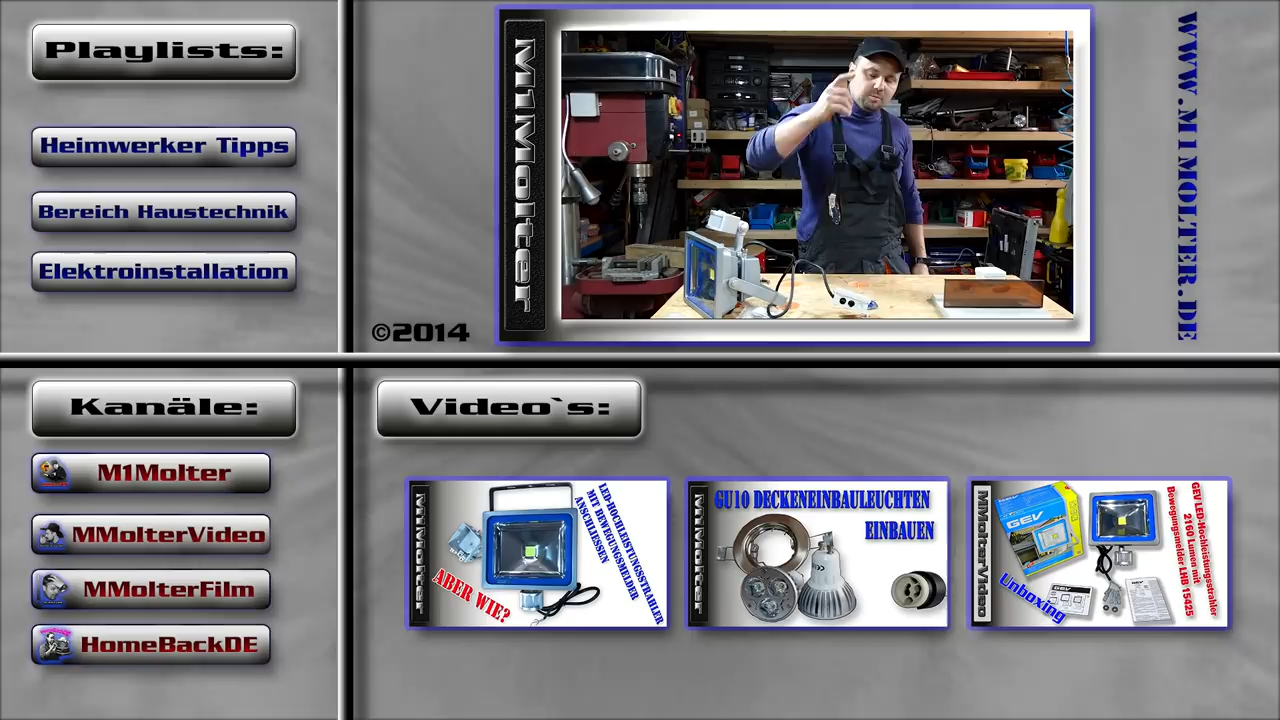 Playlists:
Heimwerker Tipps
Bereich Haustechnik
Elektroinstallation
©2014
M1Molter
WWW.M1MOLTER.DE
Kanäle:
M1Molter
MMolterVideo
MMolterFilm
HomeBackDE
Video`s:
M1Molter
LED-HOCHLEISTUNGSSTRAHLER
MIT BEWEGUNGSMELDER
ANSCHLIESSEN
ABER WIE?
M1Molter
GU10 DECKENEINBAULEUCHTEN
EINBAUEN
MMolterVideo
GEV
GEV LED-Hochleistungsstrahler
2160 Lumen mit
Bewegungsmelder LHB 15425
Unboxing
GEV